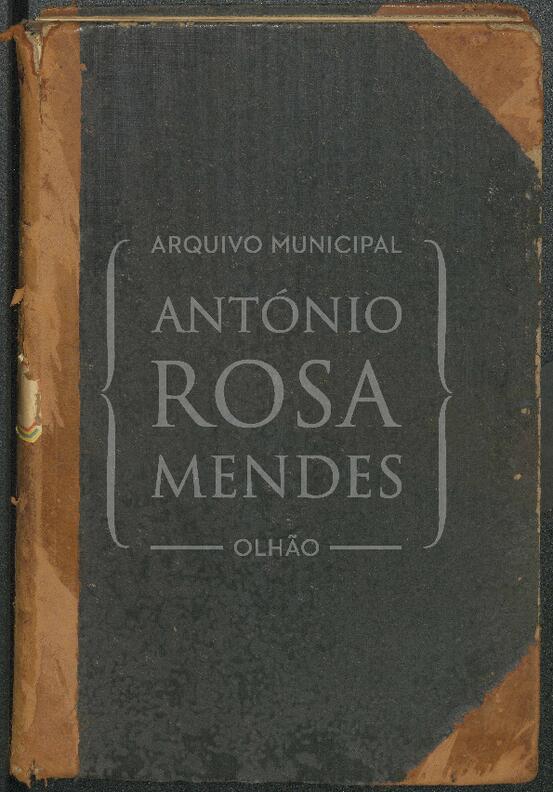 ARQUIVO MUNICIPAL
ANTÓNIO
ROSA
MENDES
OLHÃO